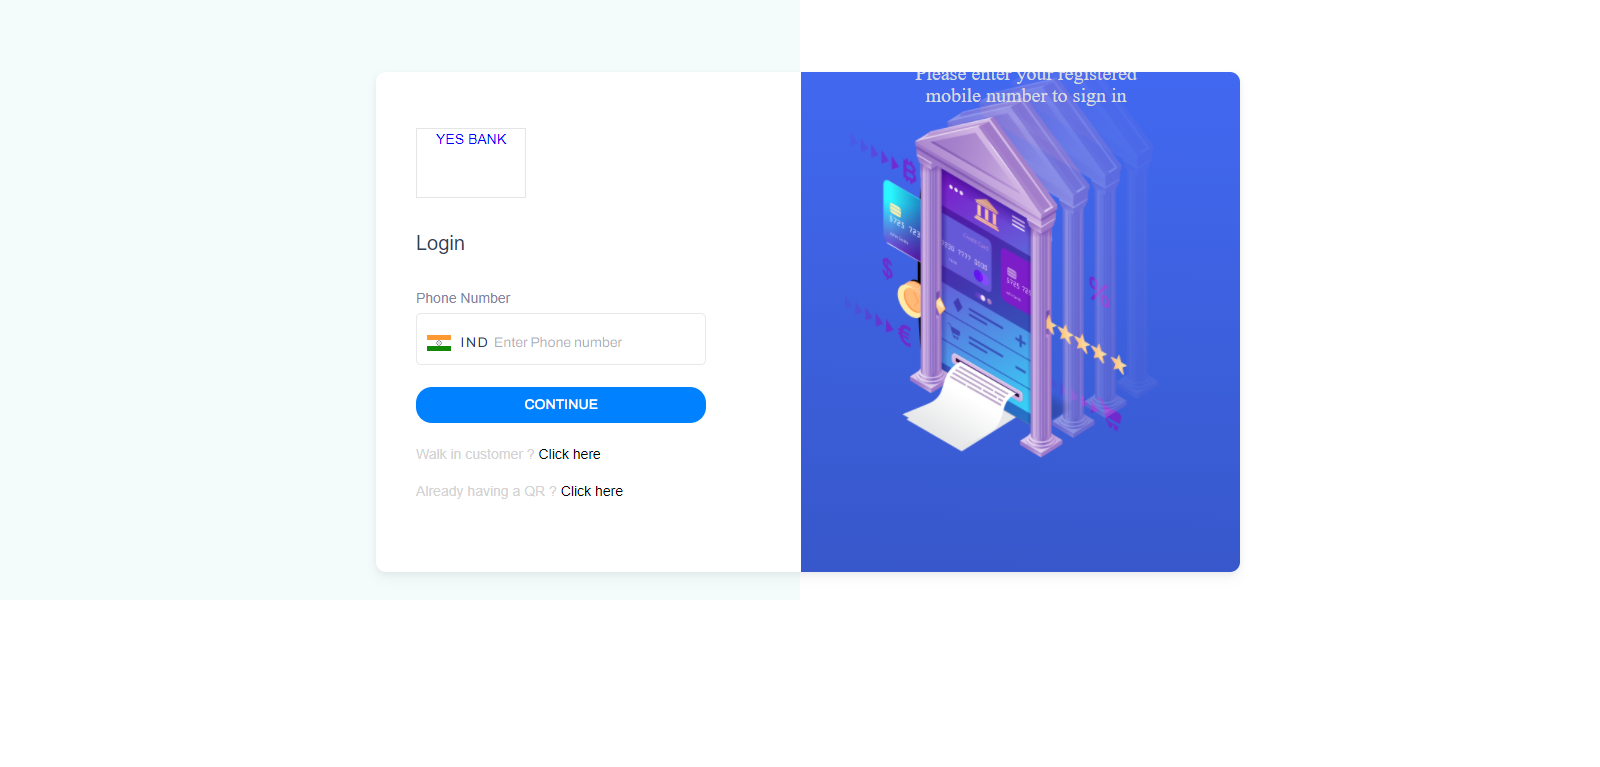 Please enter your registered
mobile number to sign in
YES BANK
Login
Phone Number
IND Enter Phone number
CONTINUE
Walk in customer ? Click here
Already having a QR ? Click here